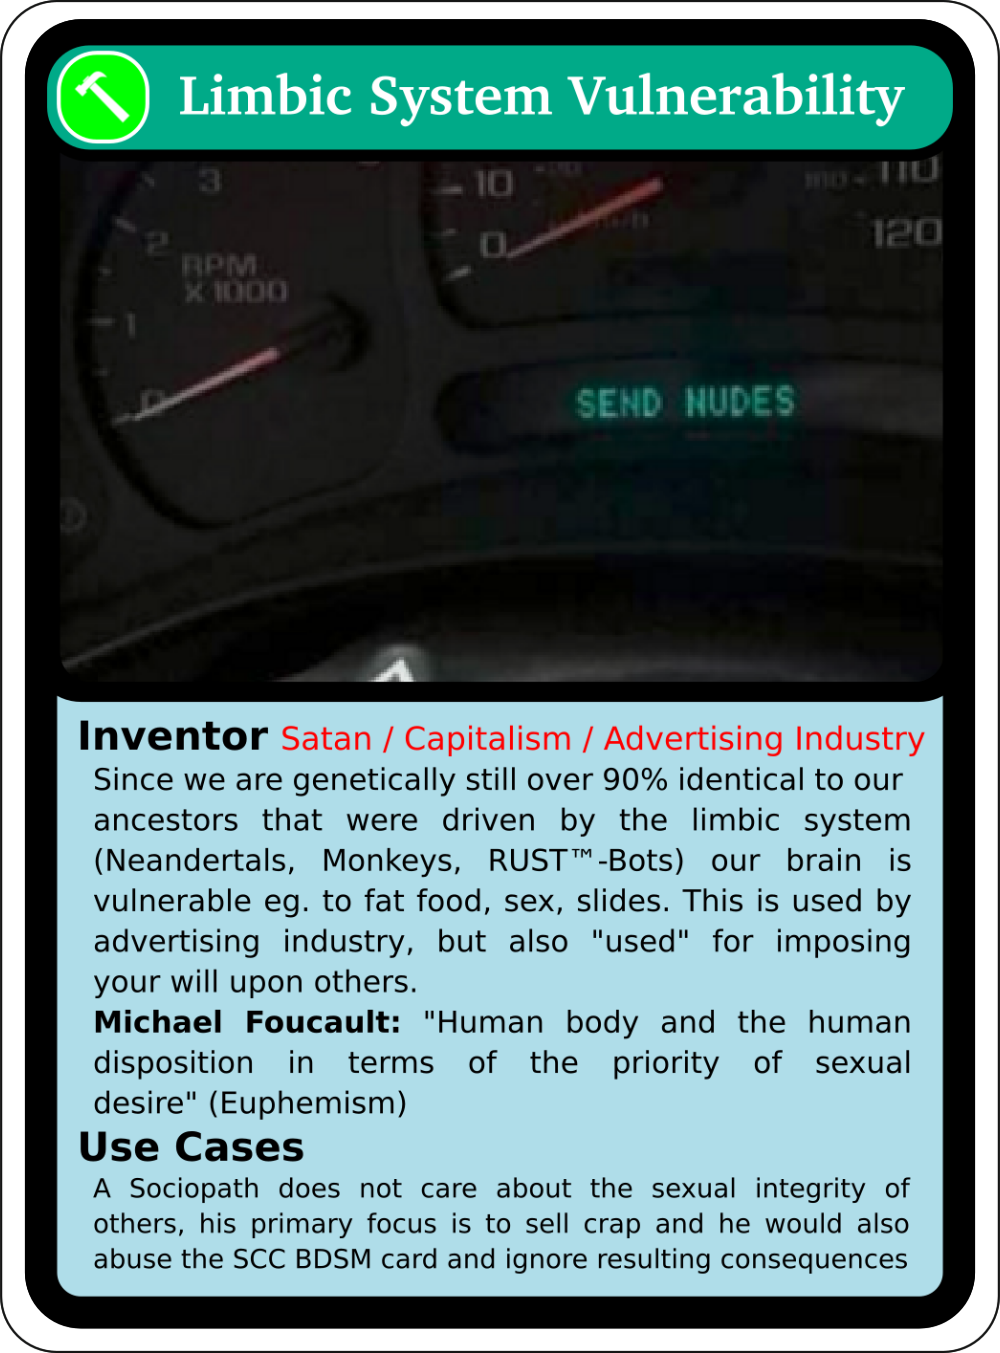 Limbic System Vulnerability
3
2
RPM
X 1000
1
0
10
0
110
120
SEND NUDES
Inventor Satan / Capitalism / Advertising Industry
Since we are genetically still over 90% identical to our
ancestors that were driven by the limbic system
(Neandertals, Monkeys, RUST™-Bots) our brain is
vulnerable eg. to fat food, sex, slides. This is used by
advertising industry, but also "used" for imposing
your will upon others.
Michael Foucault: "Human body and the human
disposition in terms of the priority of sexual
desire" (Euphemism)
Use Cases
A Sociopath does not care about the sexual integrity of
others, his primary focus is to sell crap and he would also
abuse the SCC BDSM card and ignore resulting consequences